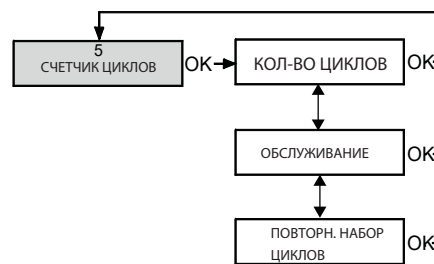 5
СЧЕТЧИК ЦИКЛОВ
OK
КОЛ-ВО ЦИКЛОВ
OK
ОБСЛУЖИВАНИЕ
OK
ПОВТОРН. НАБОР
ЦИКЛОВ
OK